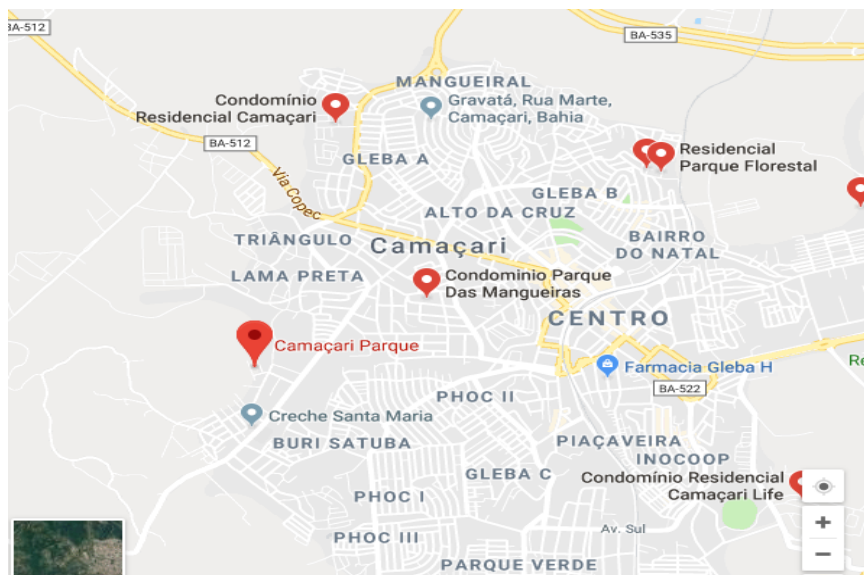 BA-512
BA-535
MANGUEIRAL
Condomínio
Residencial Camaçari
Gravatá, Rua Marte,
Camaçari, Bahia
BA-512
GLEBA A
Residencial
Parque Florestal
Via Copec
GLEBA B
ALTO DA CRUZ
TRIÂNGULO
Camaçari
BAIRRO
DO NATAL
LAMA PRETA
Condominio Parque
Das Mangueiras
CENTRO
Camaçari Parque
Farmacia Gleba H
Re
BA-522
PHOC II
Creche Santa Maria
BURI SATUBA
PIAÇAVEIRA
INOCOOP
GLEBA C
Condomínio Residencial
Camaçari Life
PHOC I
Av. Sul
PHOC III
PARQUE VERDE